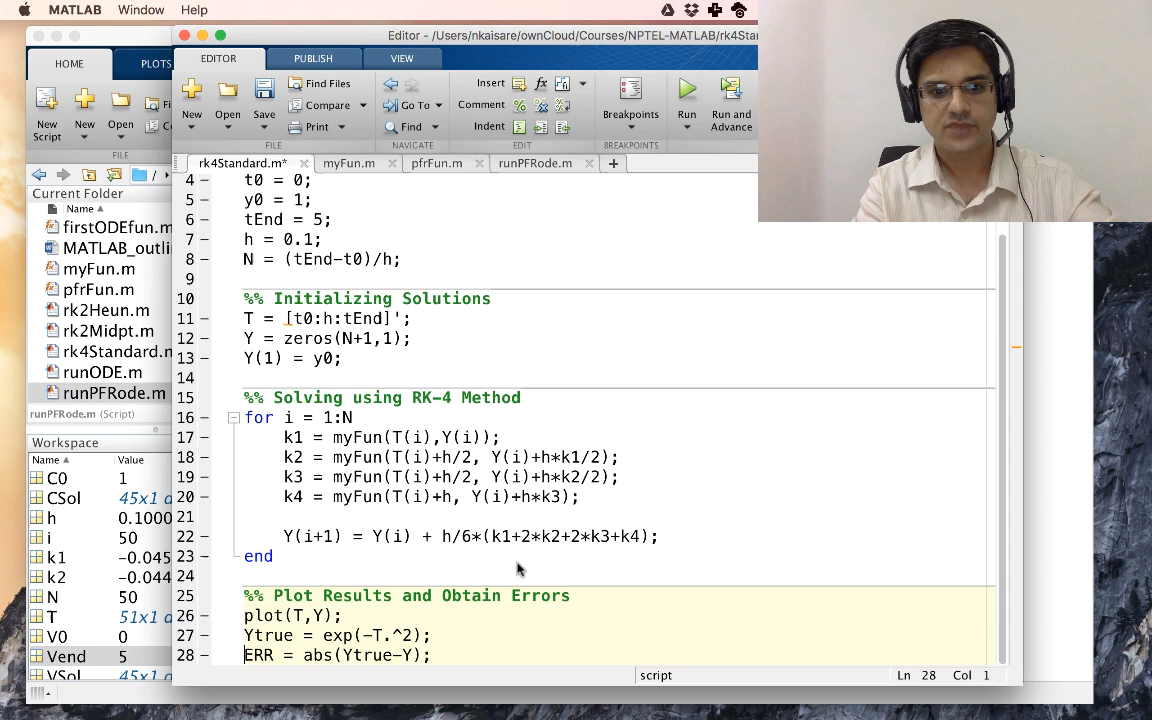 MATLAB Window Help
Editor - /Users/nkaisare/ownCloud/Courses/NPTEL-MATLAB/rk4Sta
HOME PLOTS
EDITOR PUBLISH VIEW
New Script New Open
FILE
New Open Save
Find Files
Compare
Print
FILE
Go To
Find
NAVIGATE
Insert fx
Comment
Indent
EDIT
Breakpoints
BREAKPOINTS
Run
Run and Advance
rk4Standard.m* myFun.m pfrFun.m runPFRode.m
Current Folder
Name
firstODEfun.m
MATLAB_outli
myFun.m
pfrFun.m
rk2Heun.m
rk2Midpt.m
rk4Standard.m
runODE.m
runPFRode.m
runPFRode.m (Script)
Workspace
Name Value
C0 1
CSol 45x1 d
h 0.1000
i 50
k1 -0.045
k2 -0.044
N 50
T 51x1 d
V0 0
Vend 5
VSol 45x1 d
4 t0 = 0;
5 y0 = 1;
6 tEnd = 5;
7 h = 0.1;
8 N = (tEnd-t0)/h;
9
10 %% Initializing Solutions
11 T = [t0:h:tEnd]';
12 Y = zeros(N+1,1);
13 Y(1) = y0;
14
15 %% Solving using RK-4 Method
16 for i = 1:N
17 k1 = myFun(T(i),Y(i));
18 k2 = myFun(T(i)+h/2, Y(i)+h*k1/2);
19 k3 = myFun(T(i)+h/2, Y(i)+h*k2/2);
20 k4 = myFun(T(i)+h, Y(i)+h*k3);
21
22 Y(i+1) = Y(i) + h/6*(k1+2*k2+2*k3+k4);
23 end
24
25 %% Plot Results and Obtain Errors
26 plot(T,Y);
27 Ytrue = exp(-T.^2);
28 ERR = abs(Ytrue-Y);
script Ln 28 Col 1